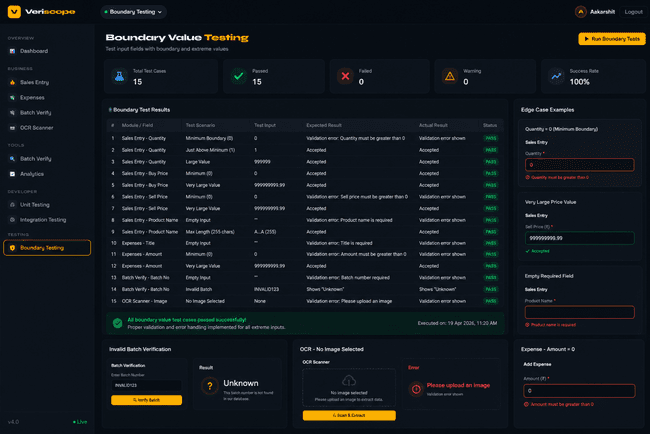 Veriscope
Boundary Testing
Aakarshit
Logout
OVERVIEW
Dashboard
BUSINESS
Sales Entry
Expenses
Batch Verify
OCR Scanner
TOOLS
Batch Verify
Analytics
DEVELOPER
Unit Testing
Integration Testing
TESTING
Boundary Testing
v4.0
Live
Boundary Value Testing
Test input fields with boundary and extreme values
Run Boundary Tests
Total Test Cases
15
Passed
15
Failed
0
Warning
0
Success Rate
100%
Boundary Test Results
# Module / Field Test Scenario Test Input Expected Result Actual Result Status
1 Sales Entry - Quantity Minimum Boundary (0) 0 Validation error: Quantity must be greater than 0 Validation error shown PASS
2 Sales Entry - Quantity Just Above Minimum (1) 1 Accepted Accepted PASS
3 Sales Entry - Quantity Large Value 999999 Accepted Accepted PASS
4 Sales Entry - Buy Price Minimum (0) 0 Accepted Accepted PASS
5 Sales Entry - Buy Price Very Large Value 999999999.99 Accepted Accepted PASS
6 Sales Entry - Sell Price Minimum (0) 0 Validation error: Sell price must be greater than 0 Validation error shown PASS
7 Sales Entry - Sell Price Very Large Value 999999999.99 Accepted Accepted PASS
8 Sales Entry - Product Name Empty Input "" Validation error: Product name is required Validation error shown PASS
9 Sales Entry - Product Name Max Length (255 chars) A...A (255) Accepted Accepted PASS
10 Expenses - Title Empty Input "" Validation error: Title is required Validation error shown PASS
11 Expenses - Amount Minimum (0) 0 Validation error: Amount must be greater than 0 Validation error shown PASS
12 Expenses - Amount Very Large Value 999999999.99 Accepted Accepted PASS
13 Batch Verify - Batch No Empty Input "" Validation error: Batch number required Validation error shown PASS
14 Batch Verify - Batch No Invalid Batch INVALID123 Shows "Unknown" Shows "Unknown" PASS
15 OCR Scanner - Image No Image Selected None Validation error: Please upload an image Validation error shown PASS
All boundary value test cases passed successfully!
Proper validation and error handling implemented for all extreme inputs.
Executed on: 19 Apr 2026, 11:20 AM
Edge Case Examples
Quantity = 0 (Minimum Boundary)
Sales Entry
Quantity *
0
Quantity must be greater than 0
Very Large Price Value
Sales Entry
Sell Price (₹) *
999999999.99
Accepted
Empty Required Field
Sales Entry
Product Name *
Product name is required
Expense - Amount = 0
Add Expense
Amount (₹) *
0
Amount must be greater than 0
Invalid Batch Verification
Batch Verification
Enter Batch Number
INVALID123
Verify Batch
Result
?
Unknown
This batch number is not found
in our database
OCR - No Image Selected
OCR Scanner
No image selected
Please upload an image to extract data.
Scan & Extract
Error
Please upload an image
Validation error shown